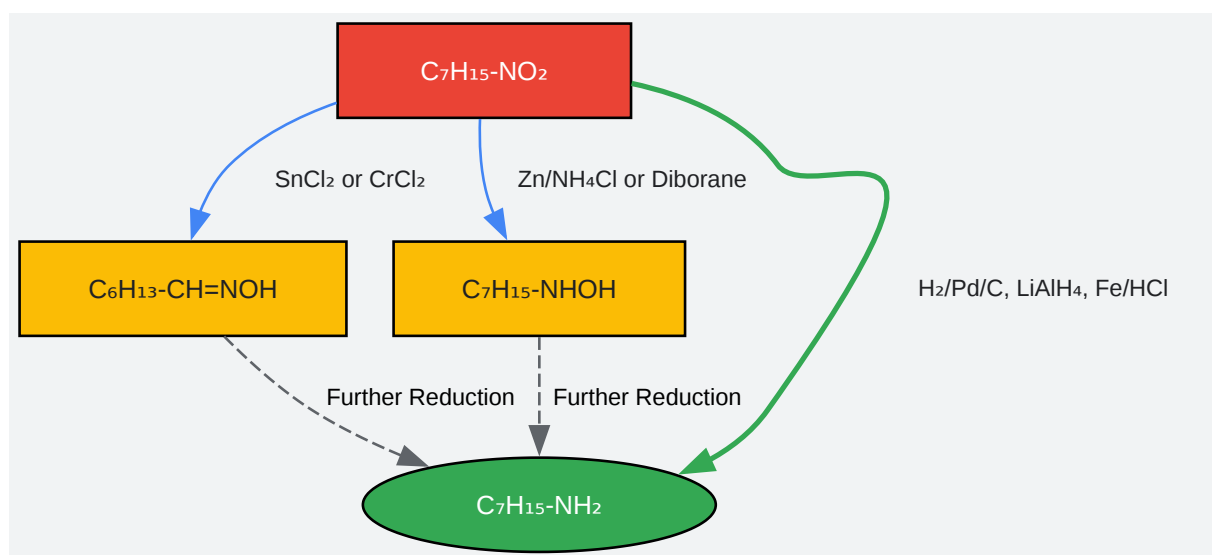 C₇H₁₅-NO₂
SnCl₂ or CrCl₂
Zn/NH₄Cl or Diborane
C₆H₁₃-CH=NOH
C₇H₁₅-NHOH
H₂/Pd/C, LiAlH₄, Fe/HCl
Further Reduction
Further Reduction
C₇H₁₅-NH₂